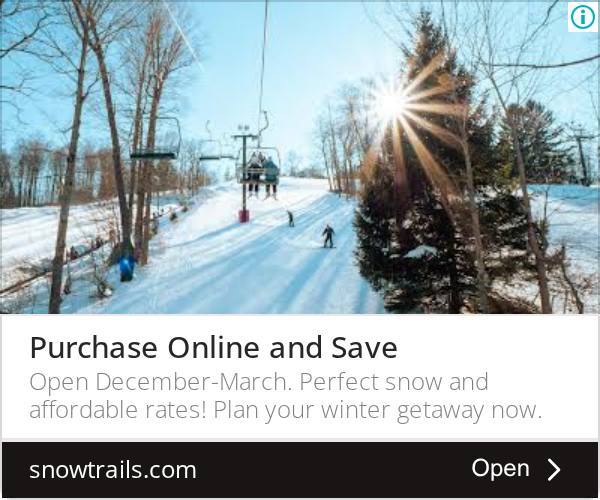 Purchase Online and Save
Open December-March. Perfect snow and
affordable rates! Plan your winter getaway now.
snowtrails.com
Open